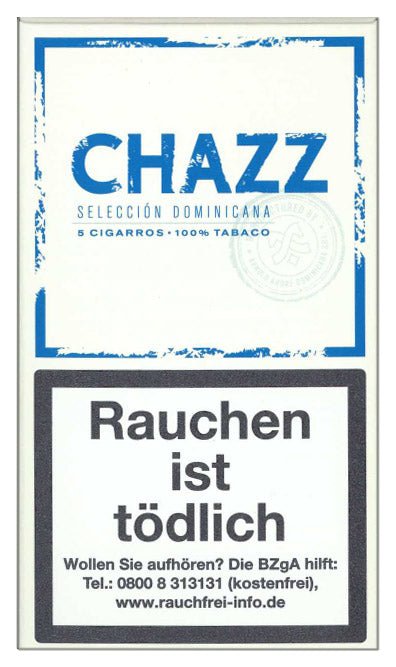 CHAZZ
SELECCIÓN DOMINICANA
5 CIGARROS • 100% TABACO
Rauchen
ist
tödlich
Wollen Sie aufhören? Die BZgA hilft:
Tel.: 0800 8 313131 (kostenfrei),
www.rauchfrei-info.de